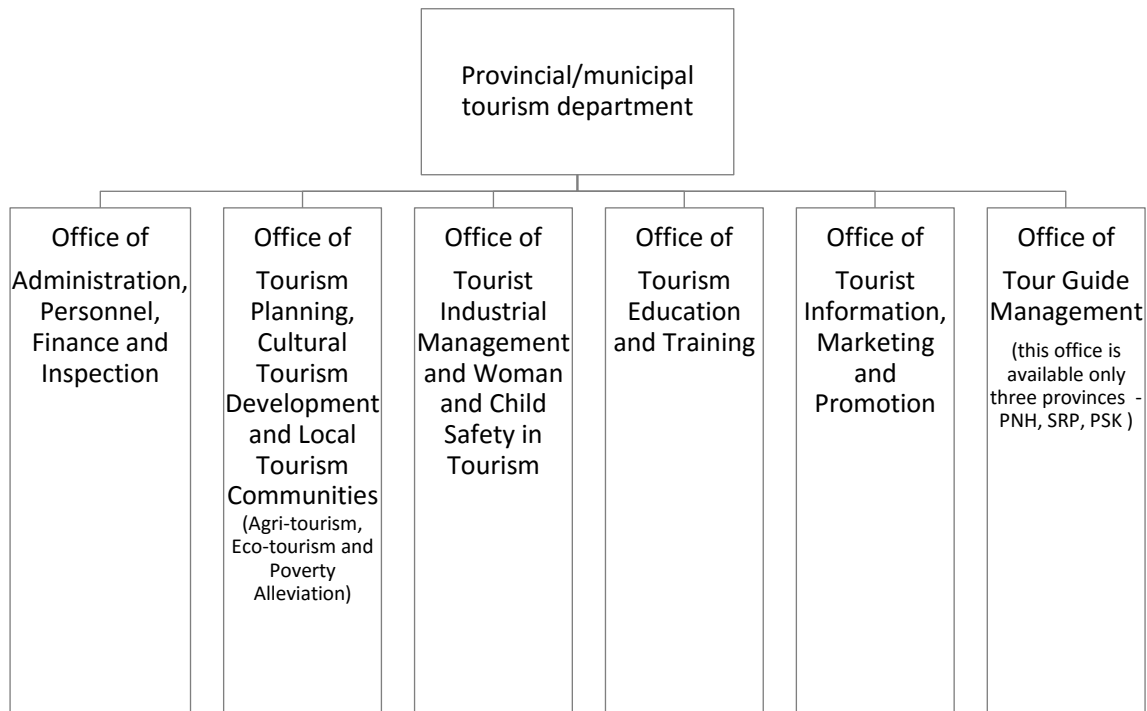 Provincial/municipal
tourism department
Office of
Administration,
Personnel,
Finance and
Inspection
Office of
Tourism
Planning,
Cultural
Tourism
Development
and Local
Tourism
Communities
(Agri-tourism,
Eco-tourism and
Poverty
Alleviation)
Office of
Tourist
Industrial
Management
and Woman
and Child
Safety in
Tourism
Office of
Tourism
Education
and Training
Office of
Tourist
Information,
Marketing
and
Promotion
Office of
Tour Guide
Management
(this office is
available only
three provinces -
PNH, SRP, PSK )